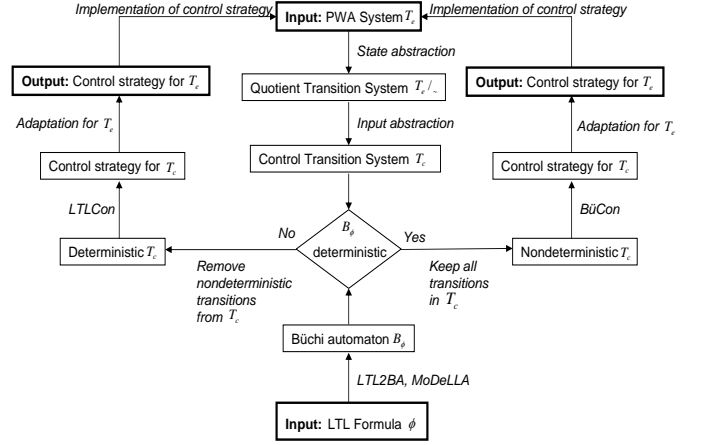 Implementation of control strategy
Input: PWA System T_e
Implementation of control strategy
State abstraction
Output: Control strategy for T_e
Quotient Transition System T_e/~
Output: Control strategy for T_e
Adaptation for T_e
Input abstraction
Adaptation for T_e
Control strategy for T_c
Control Transition System T_c
Control strategy for T_c
LTLCon
BüCon
No
B_ϕ
deterministic
Yes
Deterministic T_c
Nondeterministic T_c
Remove
nondeterministic
transitions
from T_c
Keep all
transitions
in T_c
Büchi automaton B_ϕ
LTL2BA, MoDeLLA
Input: LTL Formula ϕ